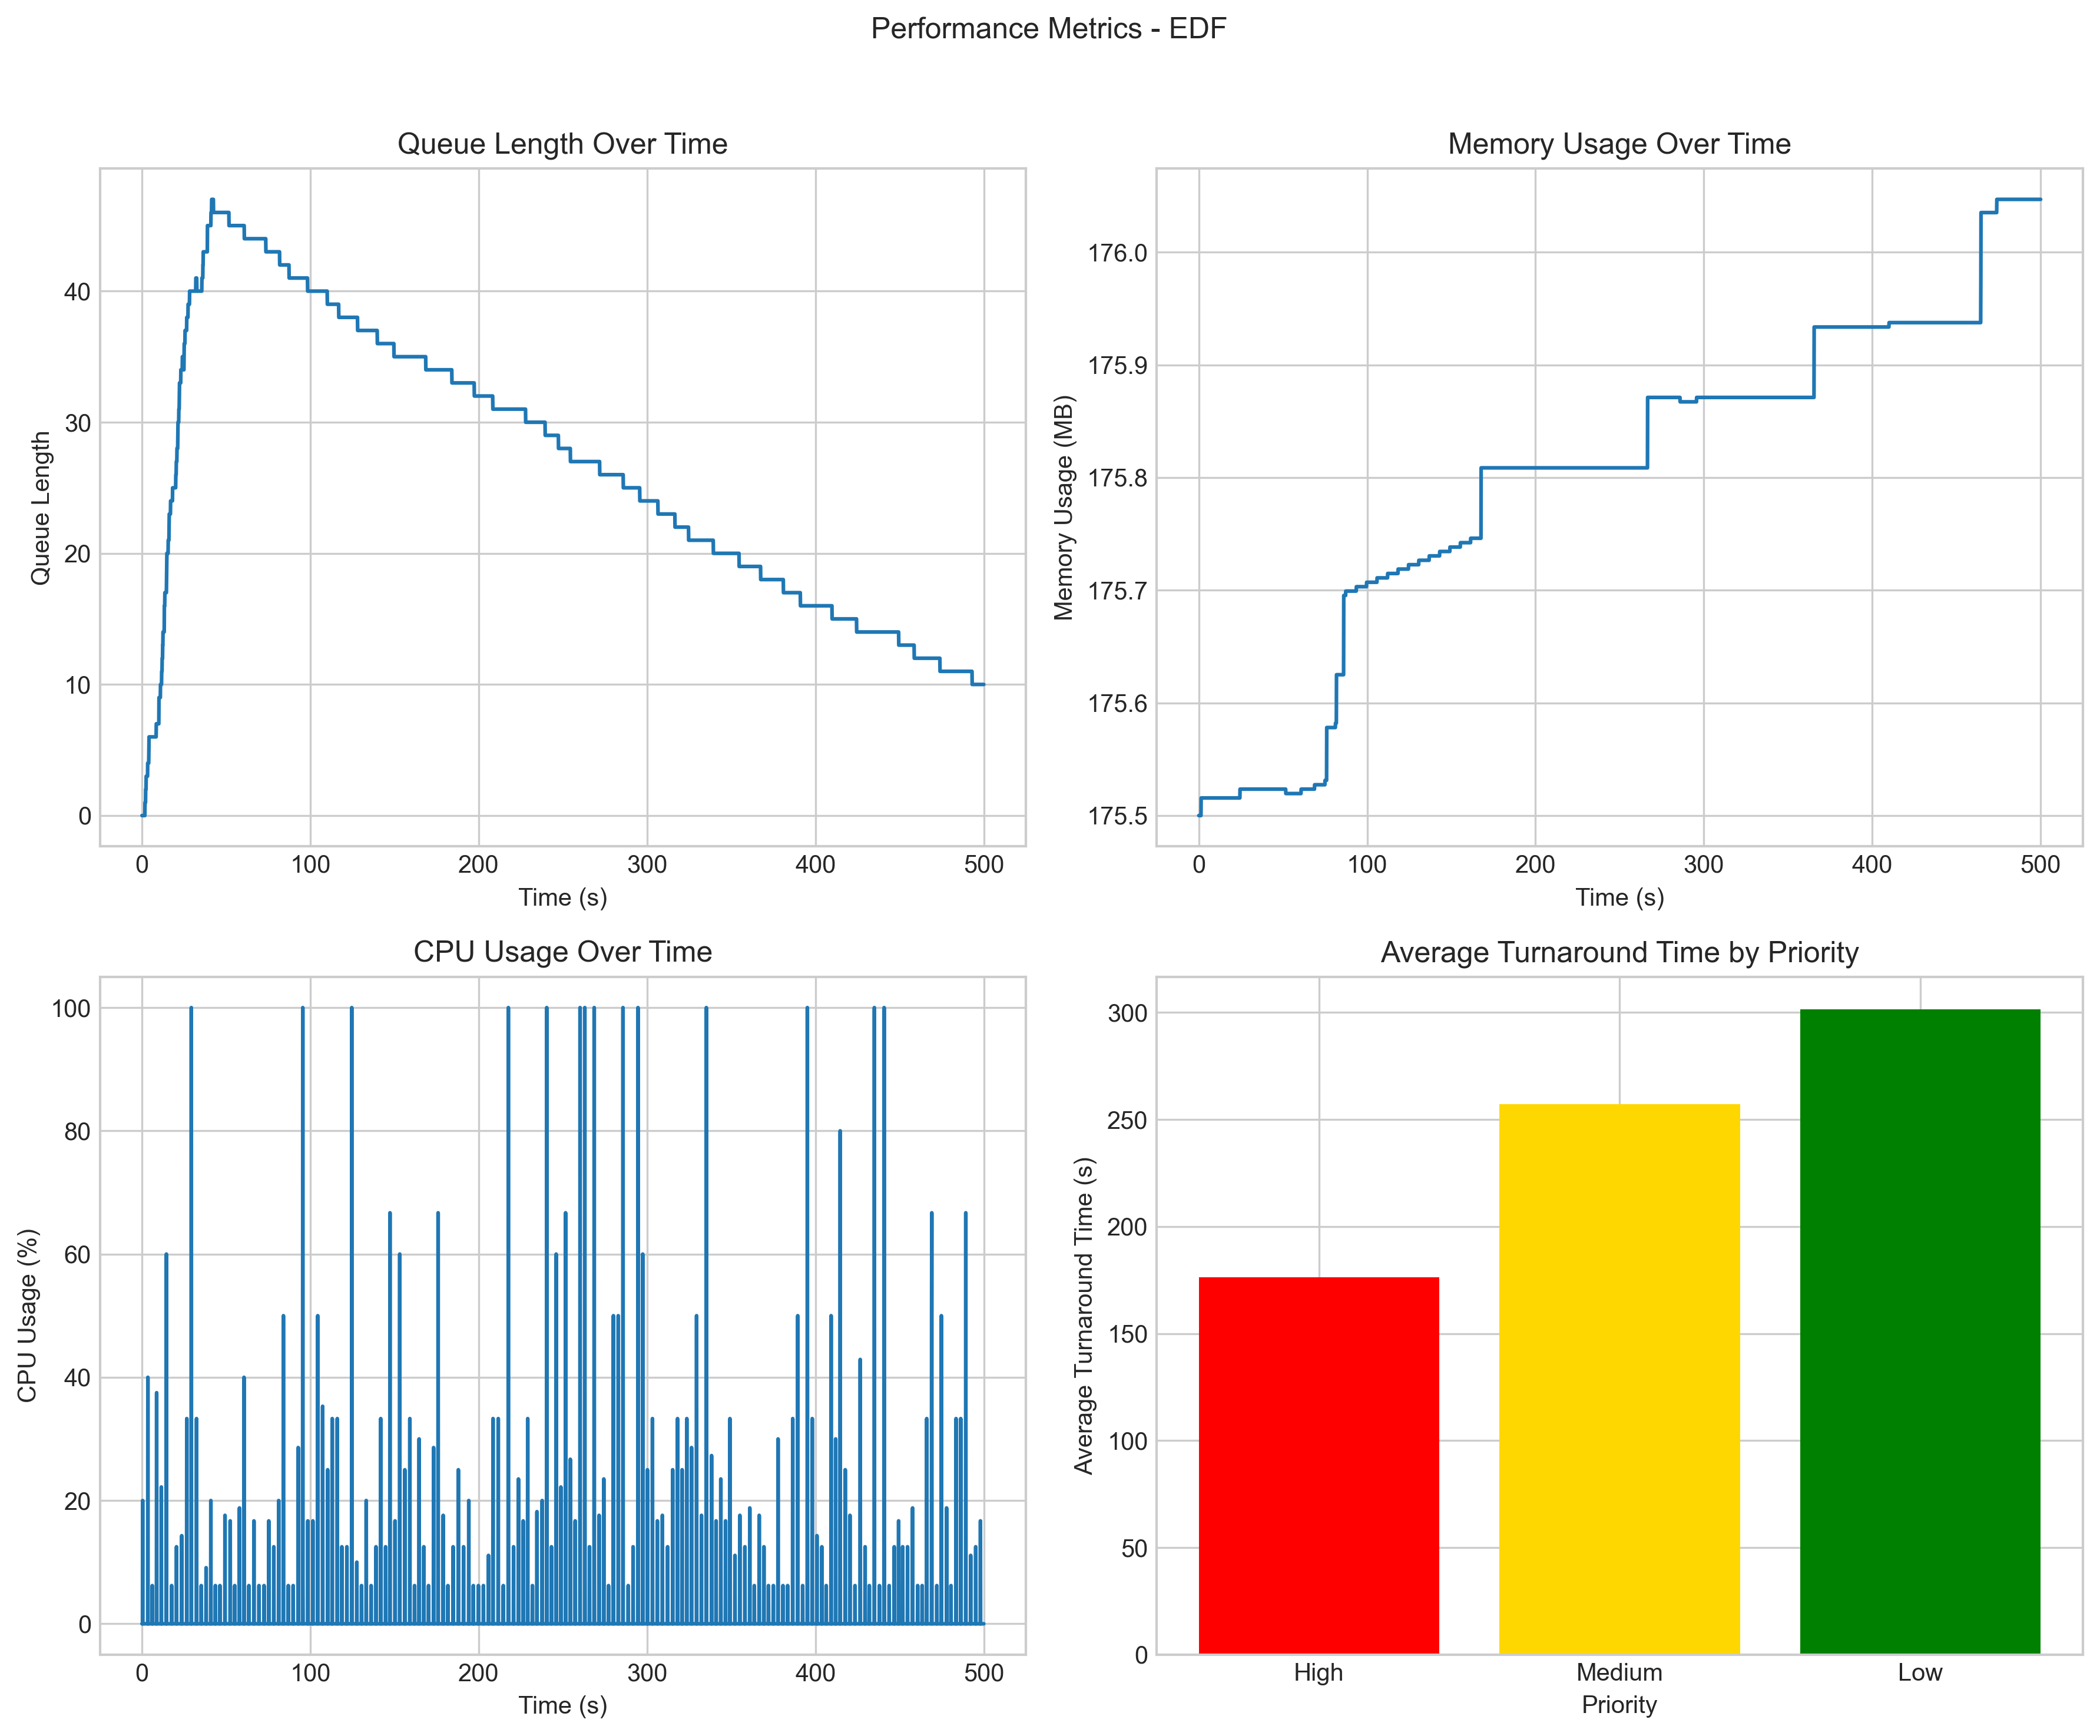 Performance Metrics - EDF
Queue Length Over Time
Queue Length
40
30
20
10
0
0 100 200 300 400 500
Time (s)
Memory Usage Over Time
Memory Usage (MB)
176.0
175.9
175.8
175.7
175.6
175.5
0 100 200 300 400 500
Time (s)
CPU Usage Over Time
CPU Usage (%)
100
80
60
40
20
0
0 100 200 300 400 500
Time (s)
Average Turnaround Time by Priority
Average Turnaround Time (s)
300
250
200
150
100
50
0
High Medium Low
Priority